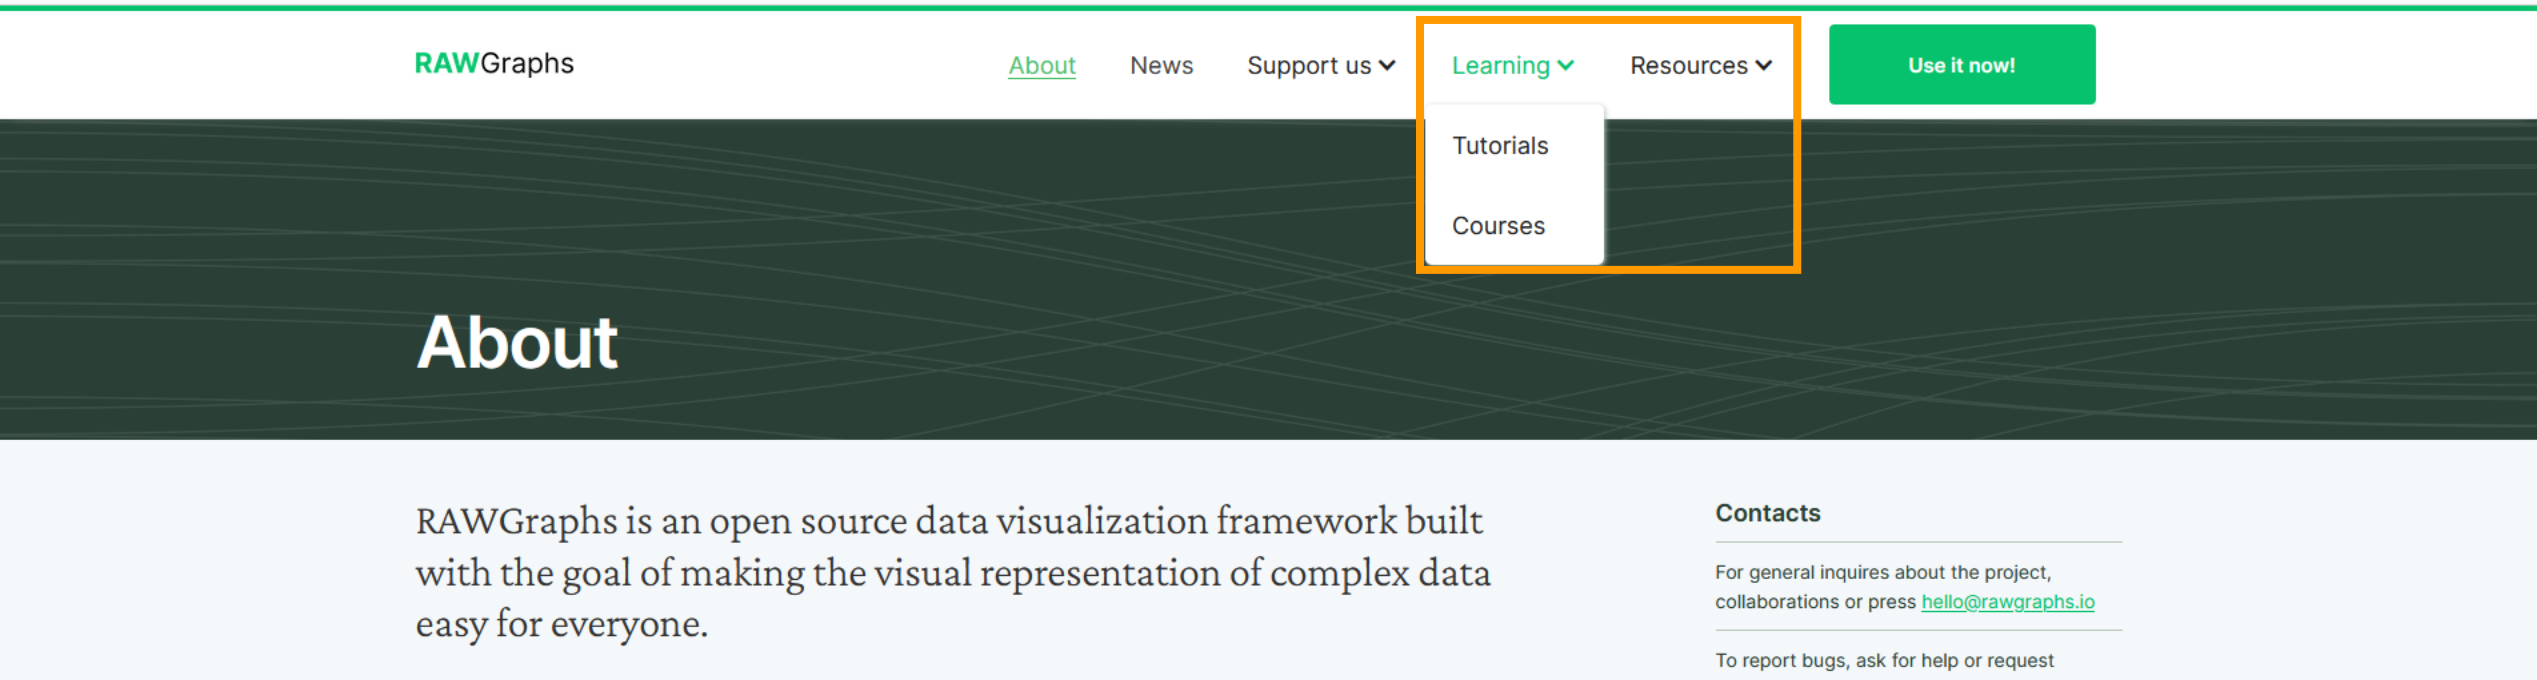 RAWGraphs
About News Support us Learning Resources Use it now!
Tutorials
Courses
About
RAWGraphs is an open source data visualization framework built
with the goal of making the visual representation of complex data
easy for everyone.
Contacts
For general inquires about the project,
collaborations or press hello@rawgraphs.io
To report bugs, ask for help or request